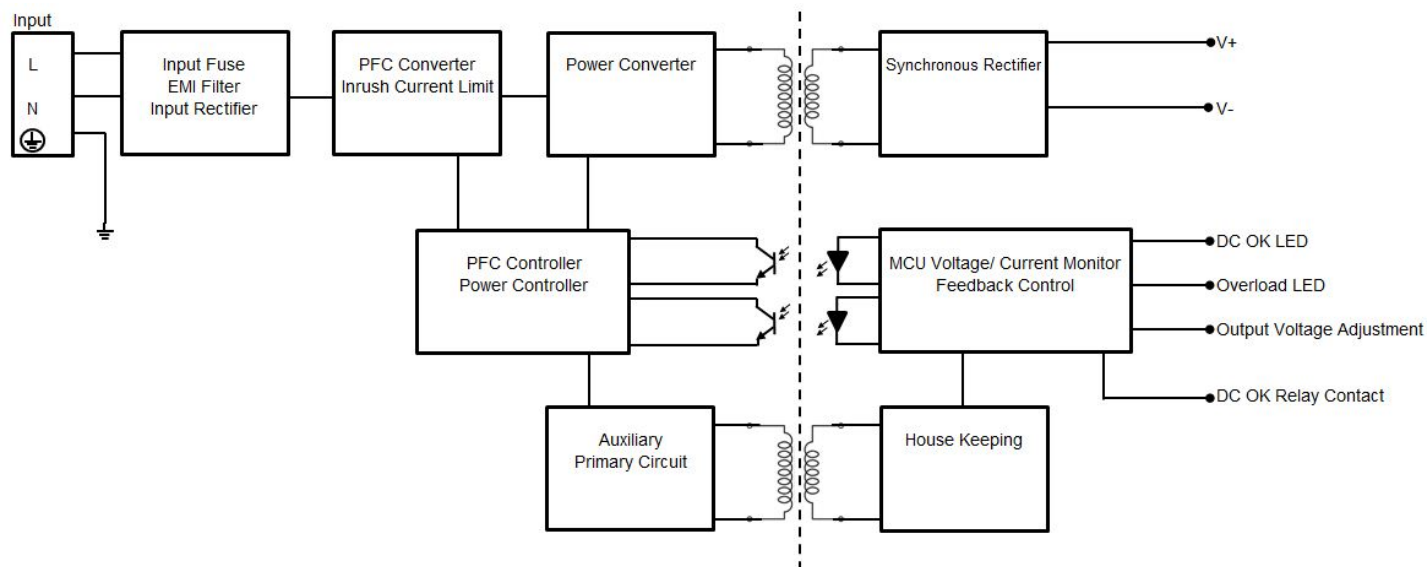 Input
L
N
Input Fuse
EMI Filter
Input Rectifier
PFC Converter
Inrush Current Limit
Power Converter
Synchronous Rectifier
V+
V-
PFC Controller
Power Controller
MCU Voltage/ Current Monitor
Feedback Control
DC OK LED
Overload LED
Output Voltage Adjustment
DC OK Relay Contact
Auxiliary
Primary Circuit
House Keeping